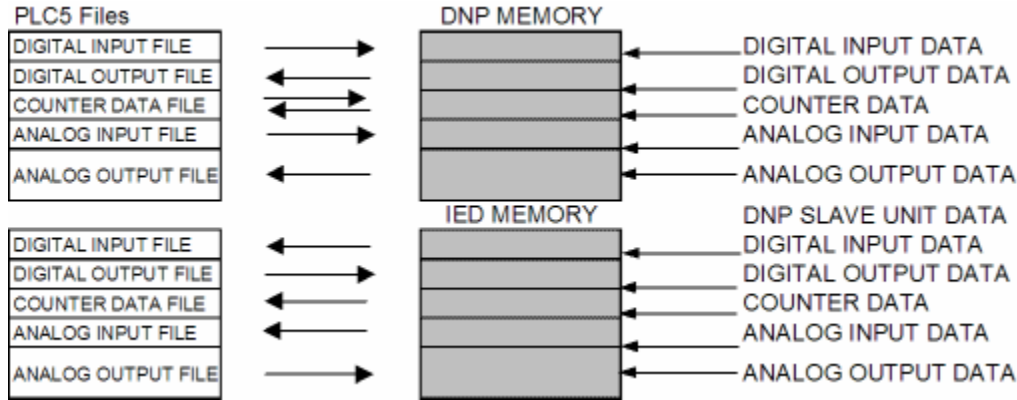 PLC5 Files DNP MEMORY
DIGITAL INPUT FILE DIGITAL INPUT DATA
DIGITAL OUTPUT FILE DIGITAL OUTPUT DATA
COUNTER DATA FILE COUNTER DATA
ANALOG INPUT FILE ANALOG INPUT DATA
ANALOG OUTPUT FILE ANALOG OUTPUT DATA
IED MEMORY DNP SLAVE UNIT DATA
DIGITAL INPUT FILE DIGITAL INPUT DATA
DIGITAL OUTPUT FILE DIGITAL OUTPUT DATA
COUNTER DATA FILE COUNTER DATA
ANALOG INPUT FILE ANALOG INPUT DATA
ANALOG OUTPUT FILE ANALOG OUTPUT DATA